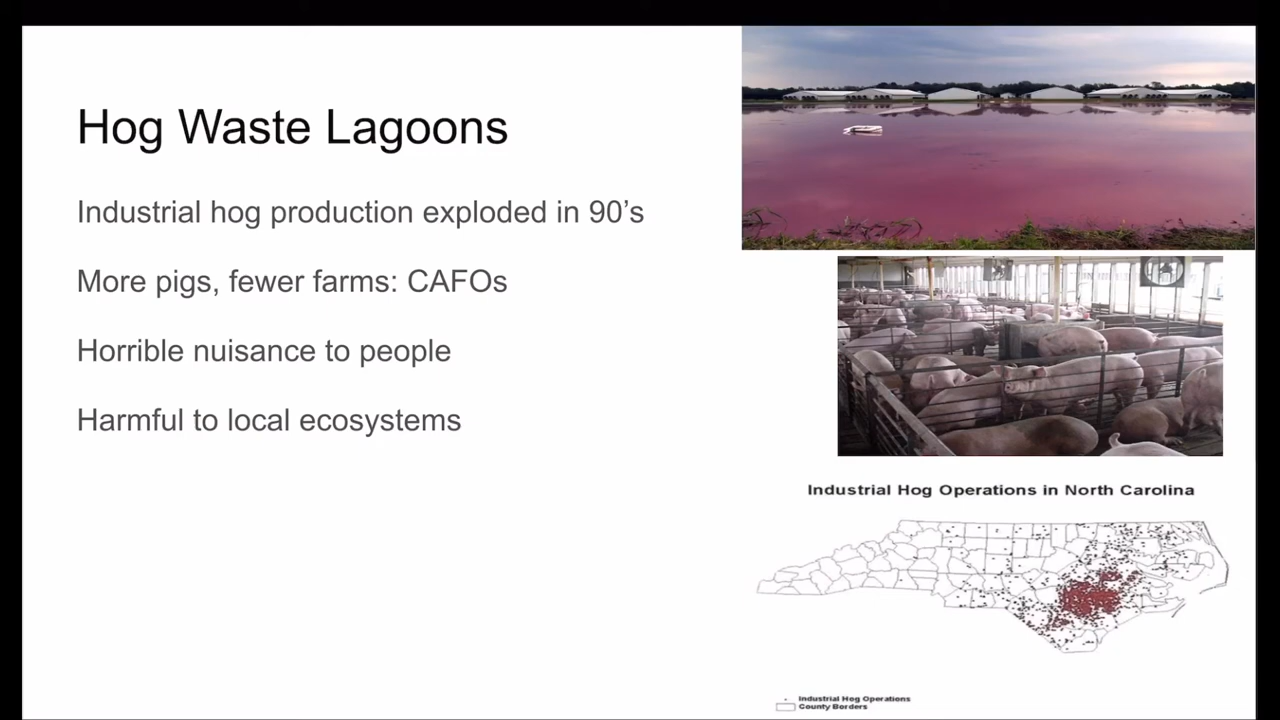 Hog Waste Lagoons
Industrial hog production exploded in 90’s
More pigs, fewer farms: CAFOs
Horrible nuisance to people
Harmful to local ecosystems
Industrial Hog Operations in North Carolina
Industrial Hog Operations
County Borders